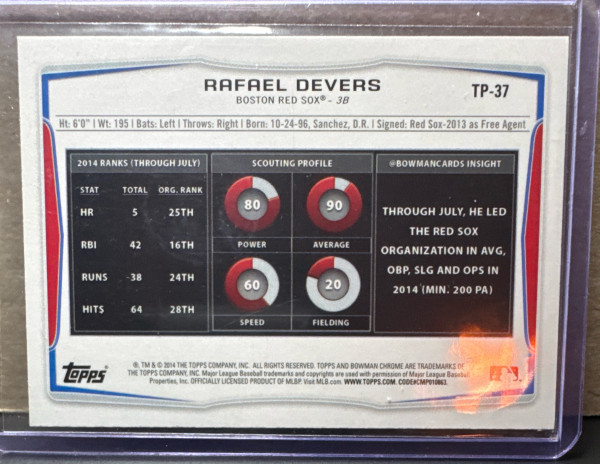 RAFAEL DEVERS
BOSTON RED SOX® - 3B
TP-37
Ht: 6'0" | Wt: 195 | Bats: Left | Throws: Right | Born: 10-24-96, Sanchez, D.R. | Signed: Red Sox-2013 as Free Agent
2014 RANKS (THROUGH JULY)
STAT TOTAL ORG. RANK
HR 5 25TH
RBI 42 16TH
RUNS 38 24TH
HITS 64 28TH
SCOUTING PROFILE
80 90
POWER AVERAGE
60 20
SPEED FIELDING
@BOWMANCARDS INSIGHT
THROUGH JULY, HE LED
THE RED SOX
ORGANIZATION IN AVG,
OBP, SLG AND OPS IN
2014 (MIN. 200 PA)
Topps
®, TM & © 2014 THE TOPPS COMPANY, INC. ALL RIGHTS RESERVED. TOPPS AND BOWMAN CHROME ARE TRADEMARKS OF
THE TOPPS COMPANY, INC. Major League Baseball trademarks and copyrights are used with permission of Major League Baseball
Properties, Inc. OFFICIALLY LICENSED PRODUCT OF MLBP. Visit MLB.com. WWW.TOPPS.COM. CODE#CMP010863.